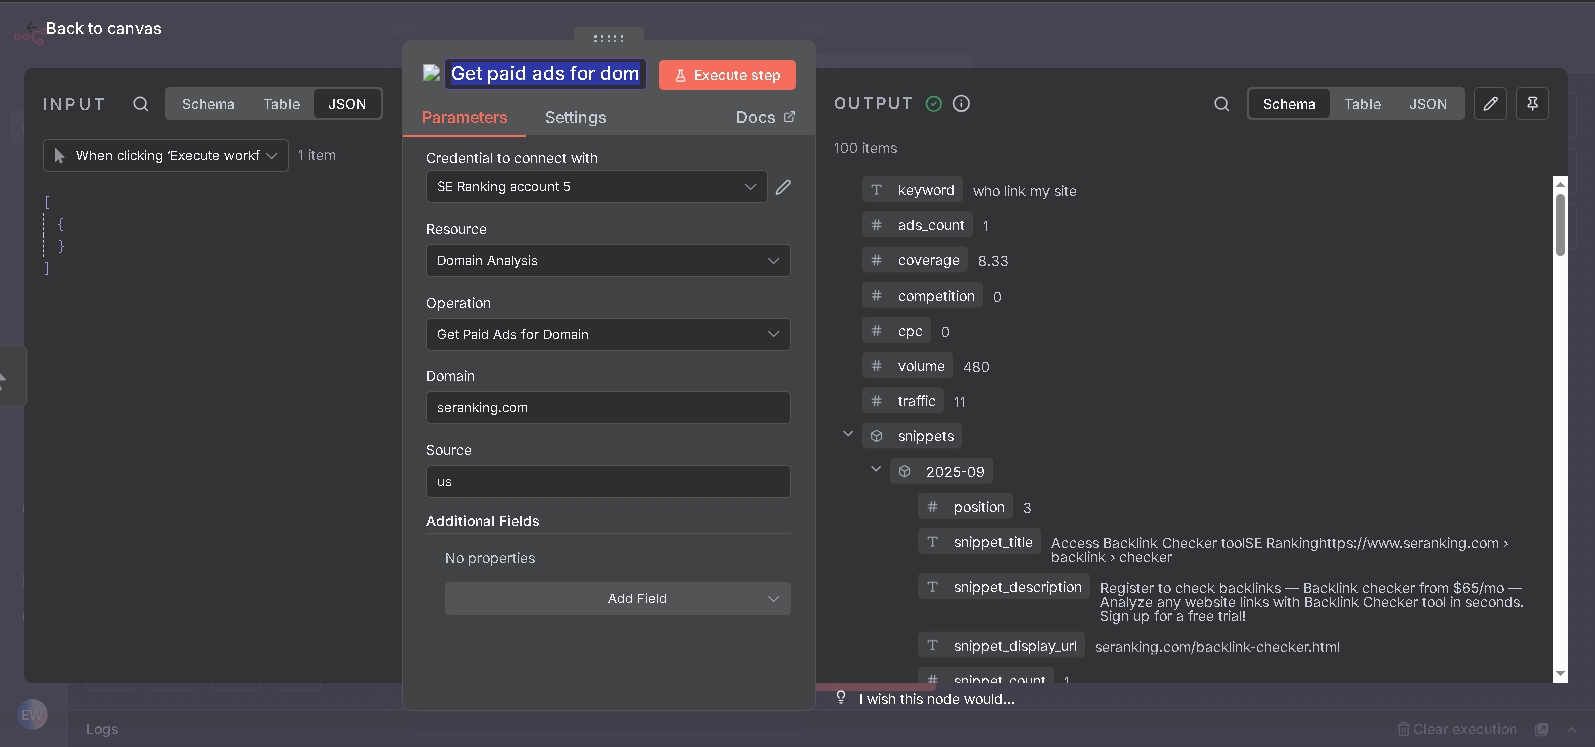 Back to canvas
INPUT
Schema
Table
JSON
When clicking ‘Execute workf
1 item
[
{
}
]
Get paid ads for dom
Execute step
Parameters
Settings
Docs
Credential to connect with
SE Ranking account 5
Resource
Domain Analysis
Operation
Get Paid Ads for Domain
Domain
seranking.com
Source
us
Additional Fields
No properties
Add Field
OUTPUT
Schema
Table
JSON
100 items
T keyword who link my site
# ads_count 1
# coverage 8.33
# competition 0
# cpc 0
# volume 480
# traffic 11
snippets
2025-09
# position 3
T snippet_title Access Backlink Checker toolSE Rankinghttps://www.seranking.com ›
backlink › checker
T snippet_description Register to check backlinks — Backlink checker from $65/mo —
Analyze any website links with Backlink Checker tool in seconds.
Sign up for a free trial!
T snippet_display_url seranking.com/backlink-checker.html
# snippet_count 1
I wish this node would...
EW
Logs
Clear execution